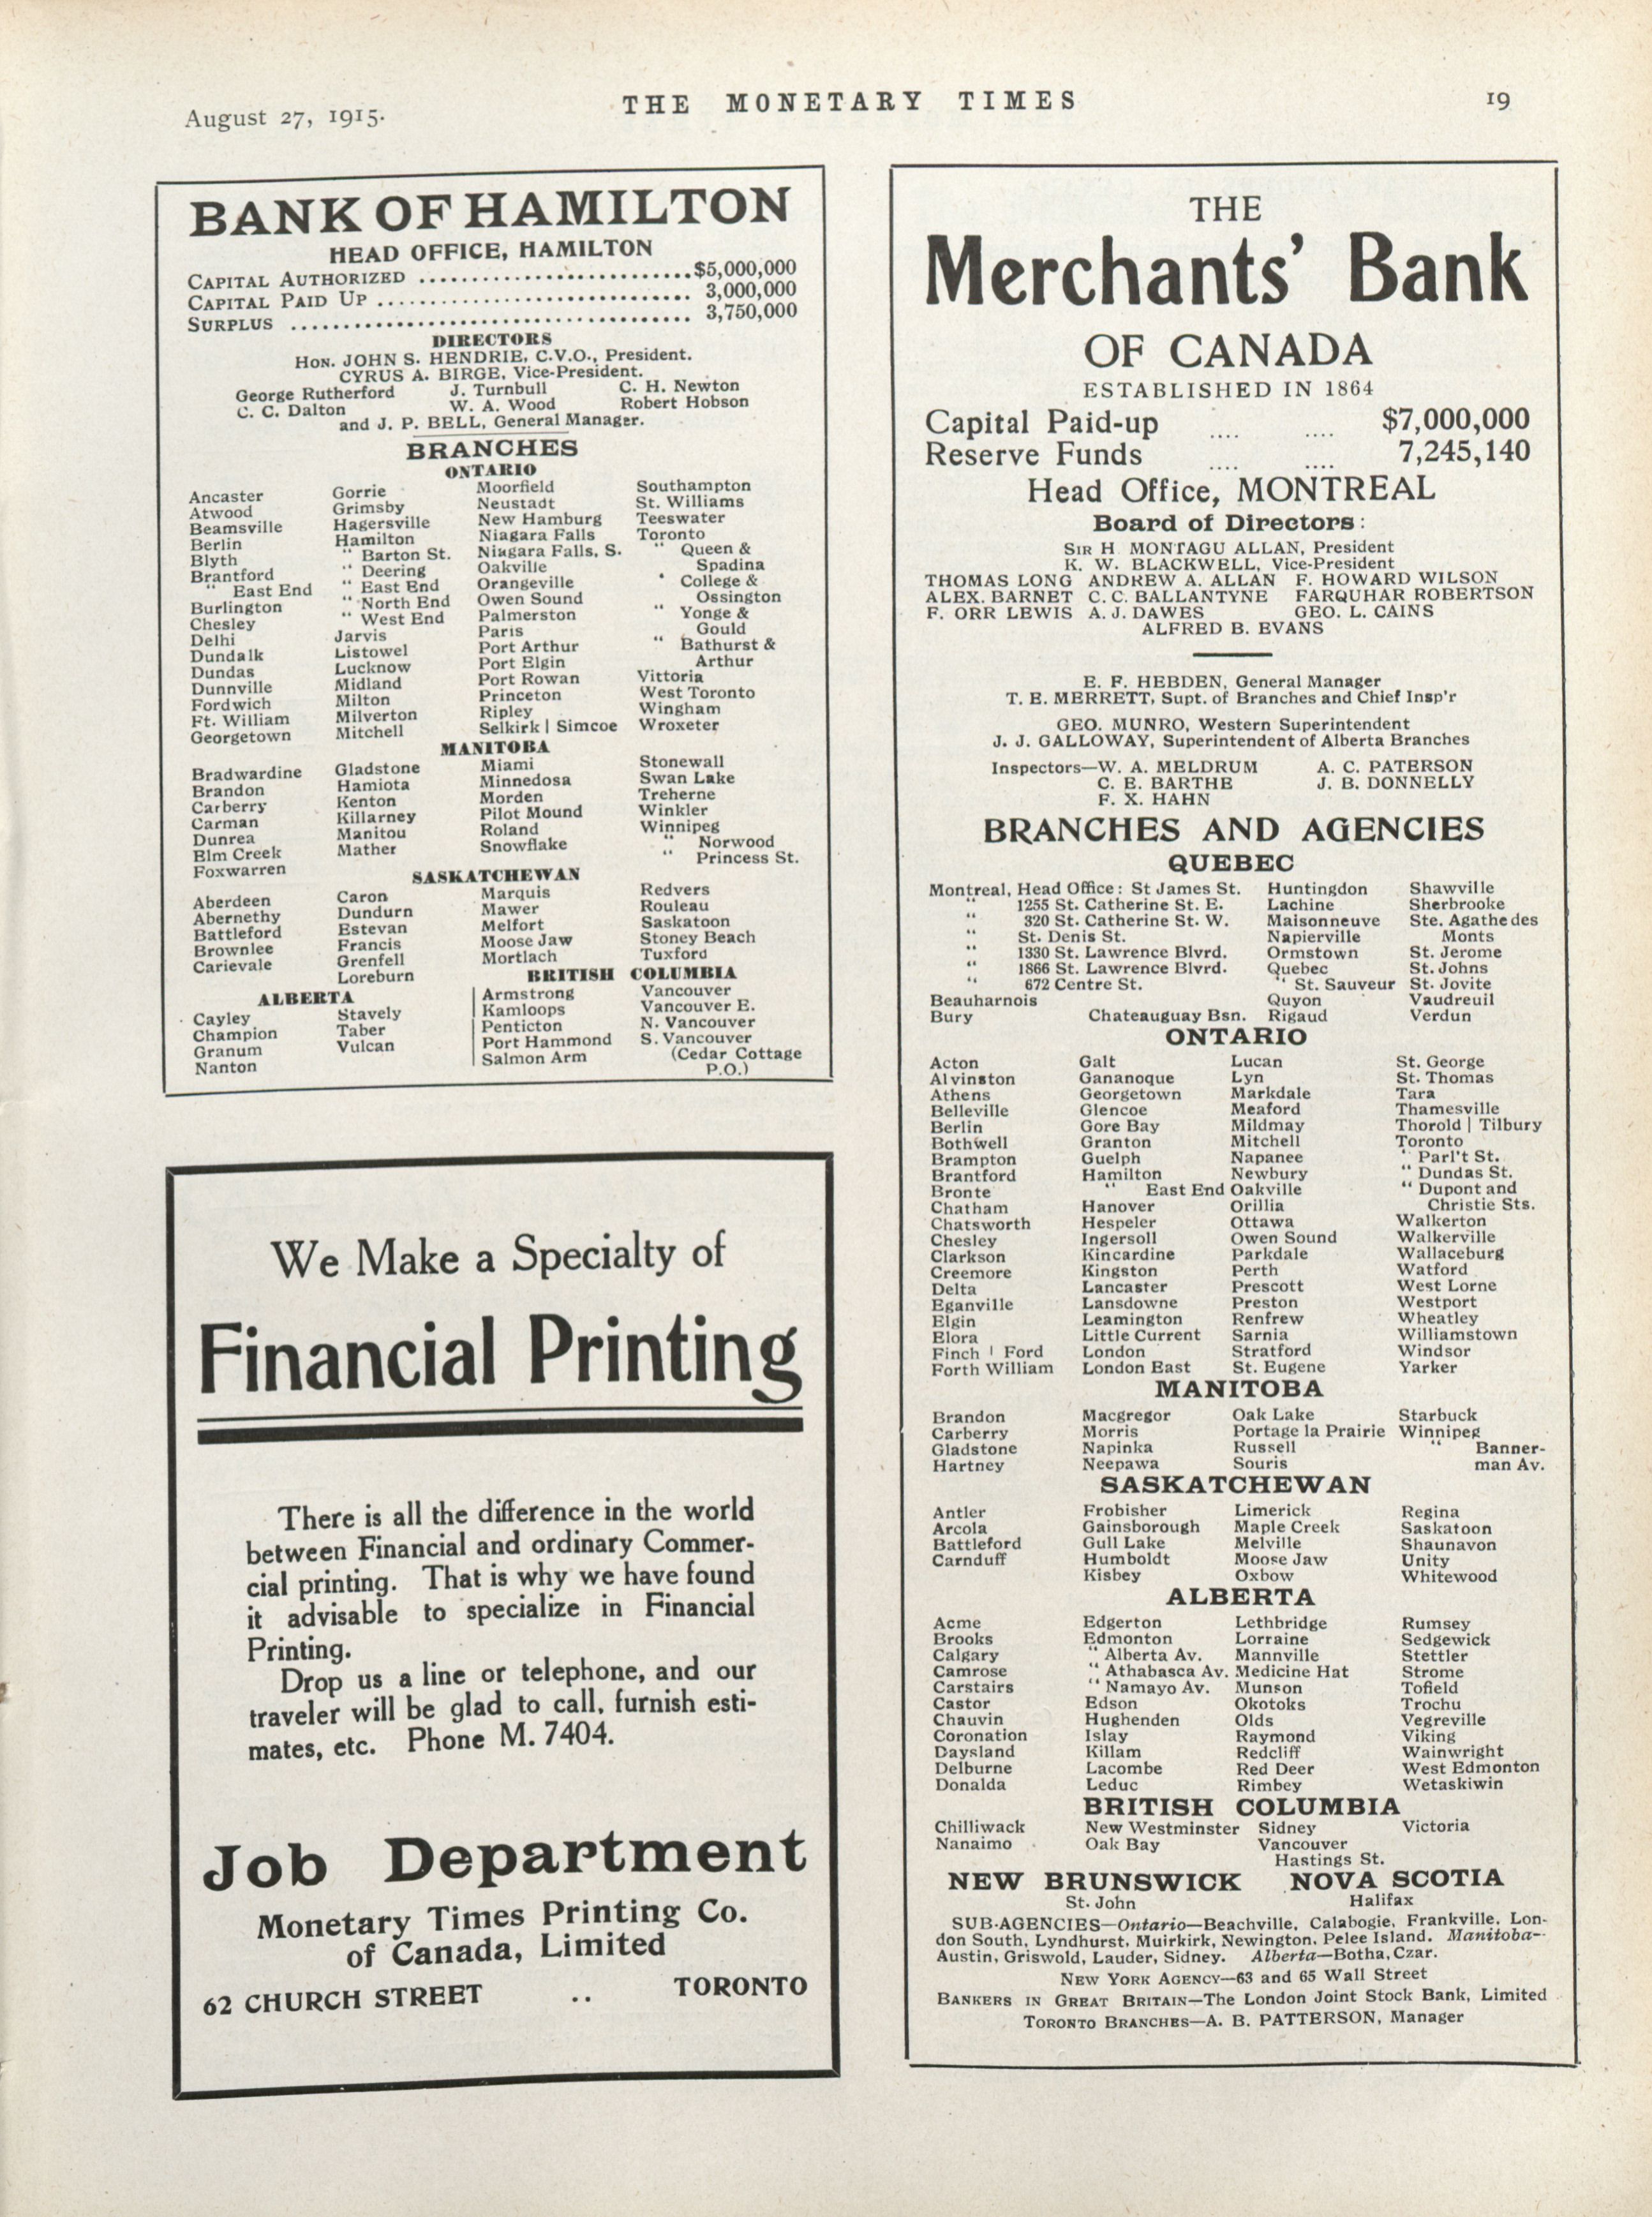 August 27, 1915.
THE MONETARY TIMES
19
BANK OF HAMILTON
HEAD OFFICE, HAMILTON
CAPITAL AUTHORIZED ............................$5,000,000
CAPITAL PAID UP ................................ 3,000,000
SURPLUS ........................................ 3,750,000
DIRECTORS
HON. JOHN S. HENDRIE, C.V.O., President.
CYRUS A. BIRGE, Vice-President.
George Rutherford J. Turnbull C. H. Newton
C. C. Dalton W. A. Wood Robert Hobson
and J. P. BELL, General Manager.
BRANCHES
ONTARIO
Ancaster Gorrie Moorfield Southampton
Atwood Grimsby Neustadt St. Williams
Beamsville Hagersville New Hamburg Teeswater
Berlin Hamilton Niagara Falls Toronto
Blyth " Barton St. Niagara Falls, S. " Queen &
Brantford " Deering Oakville Spadina
" East End " East End Orangeville " College &
Burlington " North End Owen Sound Ossington
Chesley " West End Palmerston " Yonge &
Delhi Jarvis Paris Gould
Dundalk Listowel Port Arthur " Bathurst &
Dundas Lucknow Port Elgin Arthur
Dunnville Midland Port Rowan Vittoria
Fordwich Milton Princeton West Toronto
Ft. William Milverton Ripley Wingham
Georgetown Mitchell Selkirk | Simcoe Wroxeter
MANITOBA
Bradwardine Gladstone Miami Stonewall
Brandon Hamiota Minnedosa Swan Lake
Carberry Kenton Morden Treherne
Carman Killarney Pilot Mound Winkler
Dunrea Manitou Roland Winnipeg
Elm Creek Mather Snowflake " Norwood
Foxwarren " Princess St.
SASKATCHEWAN
Aberdeen Caron Marquis Redvers
Abernethy Dundurn Mawer Rouleau
Battleford Estevan Melfort Saskatoon
Brownlee Francis Moose Jaw Stoney Beach
Carievale Grenfell Mortlach Tuxford
Loreburn
ALBERTA
Cayley Stavely
Champion Taber
Granum Vulcan
Nanton
BRITISH COLUMBIA
Armstrong Vancouver
Kamloops Vancouver E.
Penticton N. Vancouver
Port Hammond S. Vancouver
Salmon Arm (Cedar Cottage
P.O.)
We Make a Specialty of
Financial Printing
There is all the difference in the world
between Financial and ordinary Commer-
cial printing. That is why we have found
it advisable to specialize in Financial
Printing.
Drop us a line or telephone, and our
traveler will be glad to call, furnish esti-
mates, etc. Phone M. 7404.
Job Department
Monetary Times Printing Co.
of Canada, Limited
62 CHURCH STREET .. TORONTO
THE
Merchants' Bank
OF CANADA
ESTABLISHED IN 1864
Capital Paid-up .... .... $7,000,000
Reserve Funds .... .... 7,245,140
Head Office, MONTREAL
Board of Directors:
SIR H. MONTAGU ALLAN, President
K. W. BLACKWELL, Vice-President
THOMAS LONG ANDREW A. ALLAN F. HOWARD WILSON
ALEX. BARNET C. C. BALLANTYNE FARQUHAR ROBERTSON
F. ORR LEWIS A. J. DAWES GEO. L. CAINS
ALFRED B. EVANS
E. F. HEBDEN, General Manager
T. E. MERRETT, Supt. of Branches and Chief Insp'r
GEO. MUNRO, Western Superintendent
J. J. GALLOWAY, Superintendent of Alberta Branches
Inspectors—W. A. MELDRUM A. C. PATERSON
C. E. BARTHE J. B. DONNELLY
F. X. HAHN
BRANCHES AND AGENCIES
QUEBEC
Montreal, Head Office: St James St. Huntingdon Shawville
" 1255 St. Catherine St. E. Lachine Sherbrooke
" 320 St. Catherine St. W. Maisonneuve Ste. Agathe des
" St. Denis St. Napierville Monts
" 1330 St. Lawrence Blvrd. Ormstown St. Jerome
" 1866 St. Lawrence Blvrd. Quebec St. Johns
" 672 Centre St. " St. Sauveur St. Jovite
Beauharnois Quyon Vaudreuil
Bury Chateauguay Bsn. Rigaud Verdun
ONTARIO
Acton Galt Lucan St. George
Alvinston Gananoque Lyn St. Thomas
Athens Georgetown Markdale Tara
Belleville Glencoe Meaford Thamesville
Berlin Gore Bay Mildmay Thorold | Tilbury
Bothwell Granton Mitchell Toronto
Brampton Guelph Napanee " Parl't St.
Brantford Hamilton Newbury " Dundas St.
Bronte " East End Oakville " Dupont and
Chatham Hanover Orillia Christie Sts.
Chatsworth Hespeler Ottawa Walkerton
Chesley Ingersoll Owen Sound Walkerville
Clarkson Kincardine Parkdale Wallaceburg
Creemore Kingston Perth Watford
Delta Lancaster Prescott West Lorne
Eganville Lansdowne Preston Westport
Elgin Leamington Renfrew Wheatley
Elora Little Current Sarnia Williamstown
Finch | Ford London Stratford Windsor
Forth William London East St. Eugene Yarker
MANITOBA
Brandon Macgregor Oak Lake Starbuck
Carberry Morris Portage la Prairie Winnipeg
Gladstone Napinka Russell " Banner-
Hartney Neepawa Souris man Av.
SASKATCHEWAN
Antler Frobisher Limerick Regina
Arcola Gainsborough Maple Creek Saskatoon
Battleford Gull Lake Melville Shaunavon
Carnduff Humboldt Moose Jaw Unity
Kisbey Oxbow Whitewood
ALBERTA
Acme Edgerton Lethbridge Rumsey
Brooks Edmonton Lorraine Sedgewick
Calgary " Alberta Av. Mannville Stettler
Camrose " Athabasca Av. Medicine Hat Strome
Carstairs " Namayo Av. Munson Tofield
Castor Edson Okotoks Trochu
Chauvin Hughenden Olds Vegreville
Coronation Islay Raymond Viking
Daysland Killam Redcliff Wainwright
Delburne Lacombe Red Deer West Edmonton
Donalda Leduc Rimbey Wetaskiwin
BRITISH COLUMBIA
Chilliwack New Westminster Sidney Victoria
Nanaimo Oak Bay Vancouver
Hastings St.
NEW BRUNSWICK NOVA SCOTIA
St. John Halifax
SUB-AGENCIES—Ontario—Beachville, Calabogie, Frankville, Lon-
don South, Lyndhurst, Muirkirk, Newington, Pelee Island. Manitoba—
Austin, Griswold, Lauder, Sidney. Alberta—Botha, Czar.
NEW YORK AGENCY—63 and 65 Wall Street
BANKERS IN GREAT BRITAIN—The London Joint Stock Bank, Limited
TORONTO BRANCHES—A. B. PATTERSON, Manager